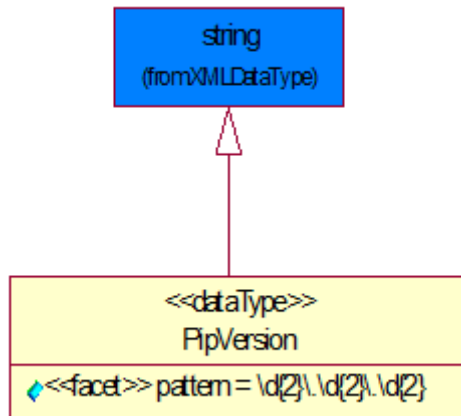 string
(fromXMLDataType)
<<dataType>>
PipVersion
<<facet>> pattern = \d{2}\.\d{2}\.\d{2}